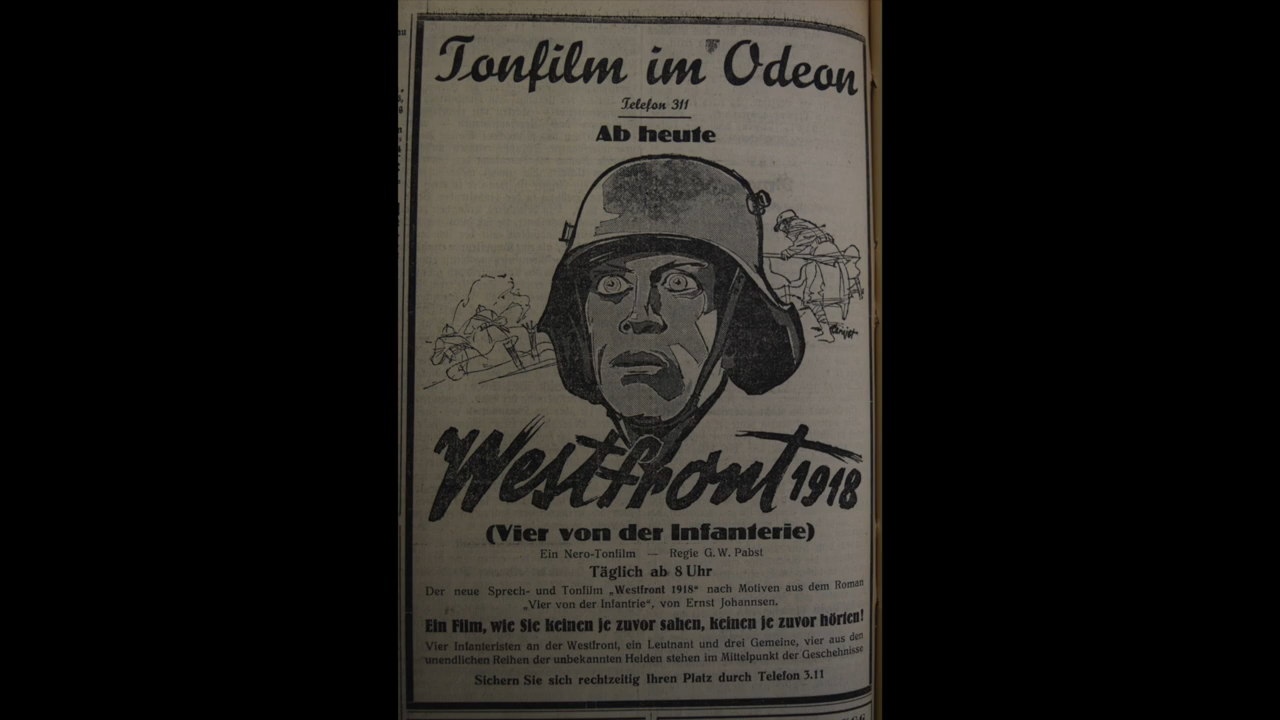 Tonfilm im Odeon
Telefon 311
Ab heute
Westfront 1918
(Vier von der Infanterie)
Ein Nero-Tonfilm — Regie G. W. Pabst
Täglich ab 8 Uhr
Der neue Sprech- und Tonfilm „Westfront 1918“ nach Motiven aus dem Roman
„Vier von der Infantrie“, von Ernst Johannsen.
Ein Film, wie Sie keinen je zuvor sahen, keinen je zuvor hörten!
Vier Infanteristen an der Westfront, ein Leutnant und drei Gemeine, vier aus den
unendlichen Reihen der unbekannten Helden stehen im Mittelpunkt der Geschehnisse
Sichern Sie sich rechtzeitig Ihren Platz durch Telefon 3.11